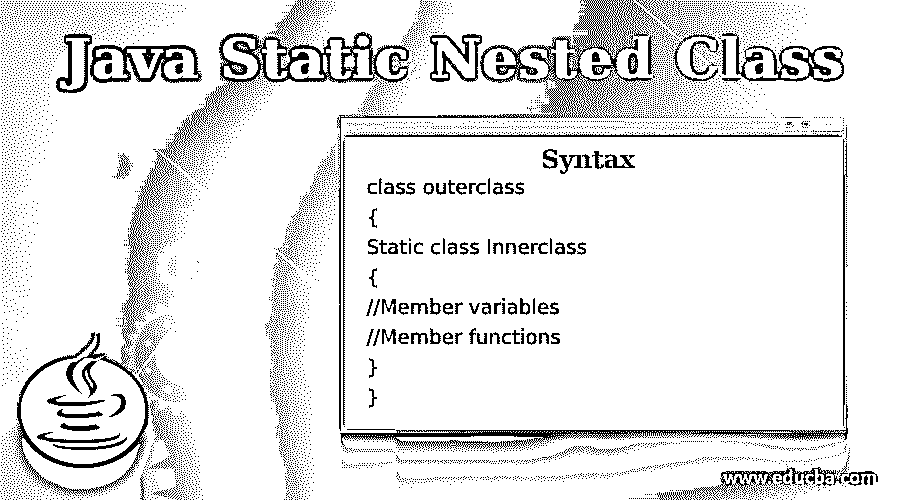 Java Static Nested Class
Syntax
class outerclass
{
Static class Innerclass
{
//Member variables
//Member functions
}
}
www.educba.com